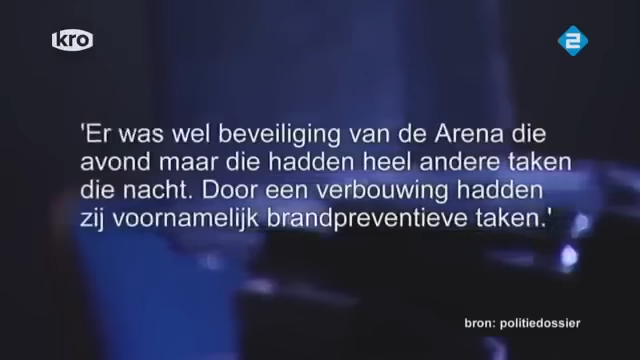 kro
2
'Er was wel beveiliging van de Arena die
avond maar die hadden heel andere taken
die nacht. Door een verbouwing hadden
zij voornamelijk brandpreventieve taken.'
bron: politiedossier